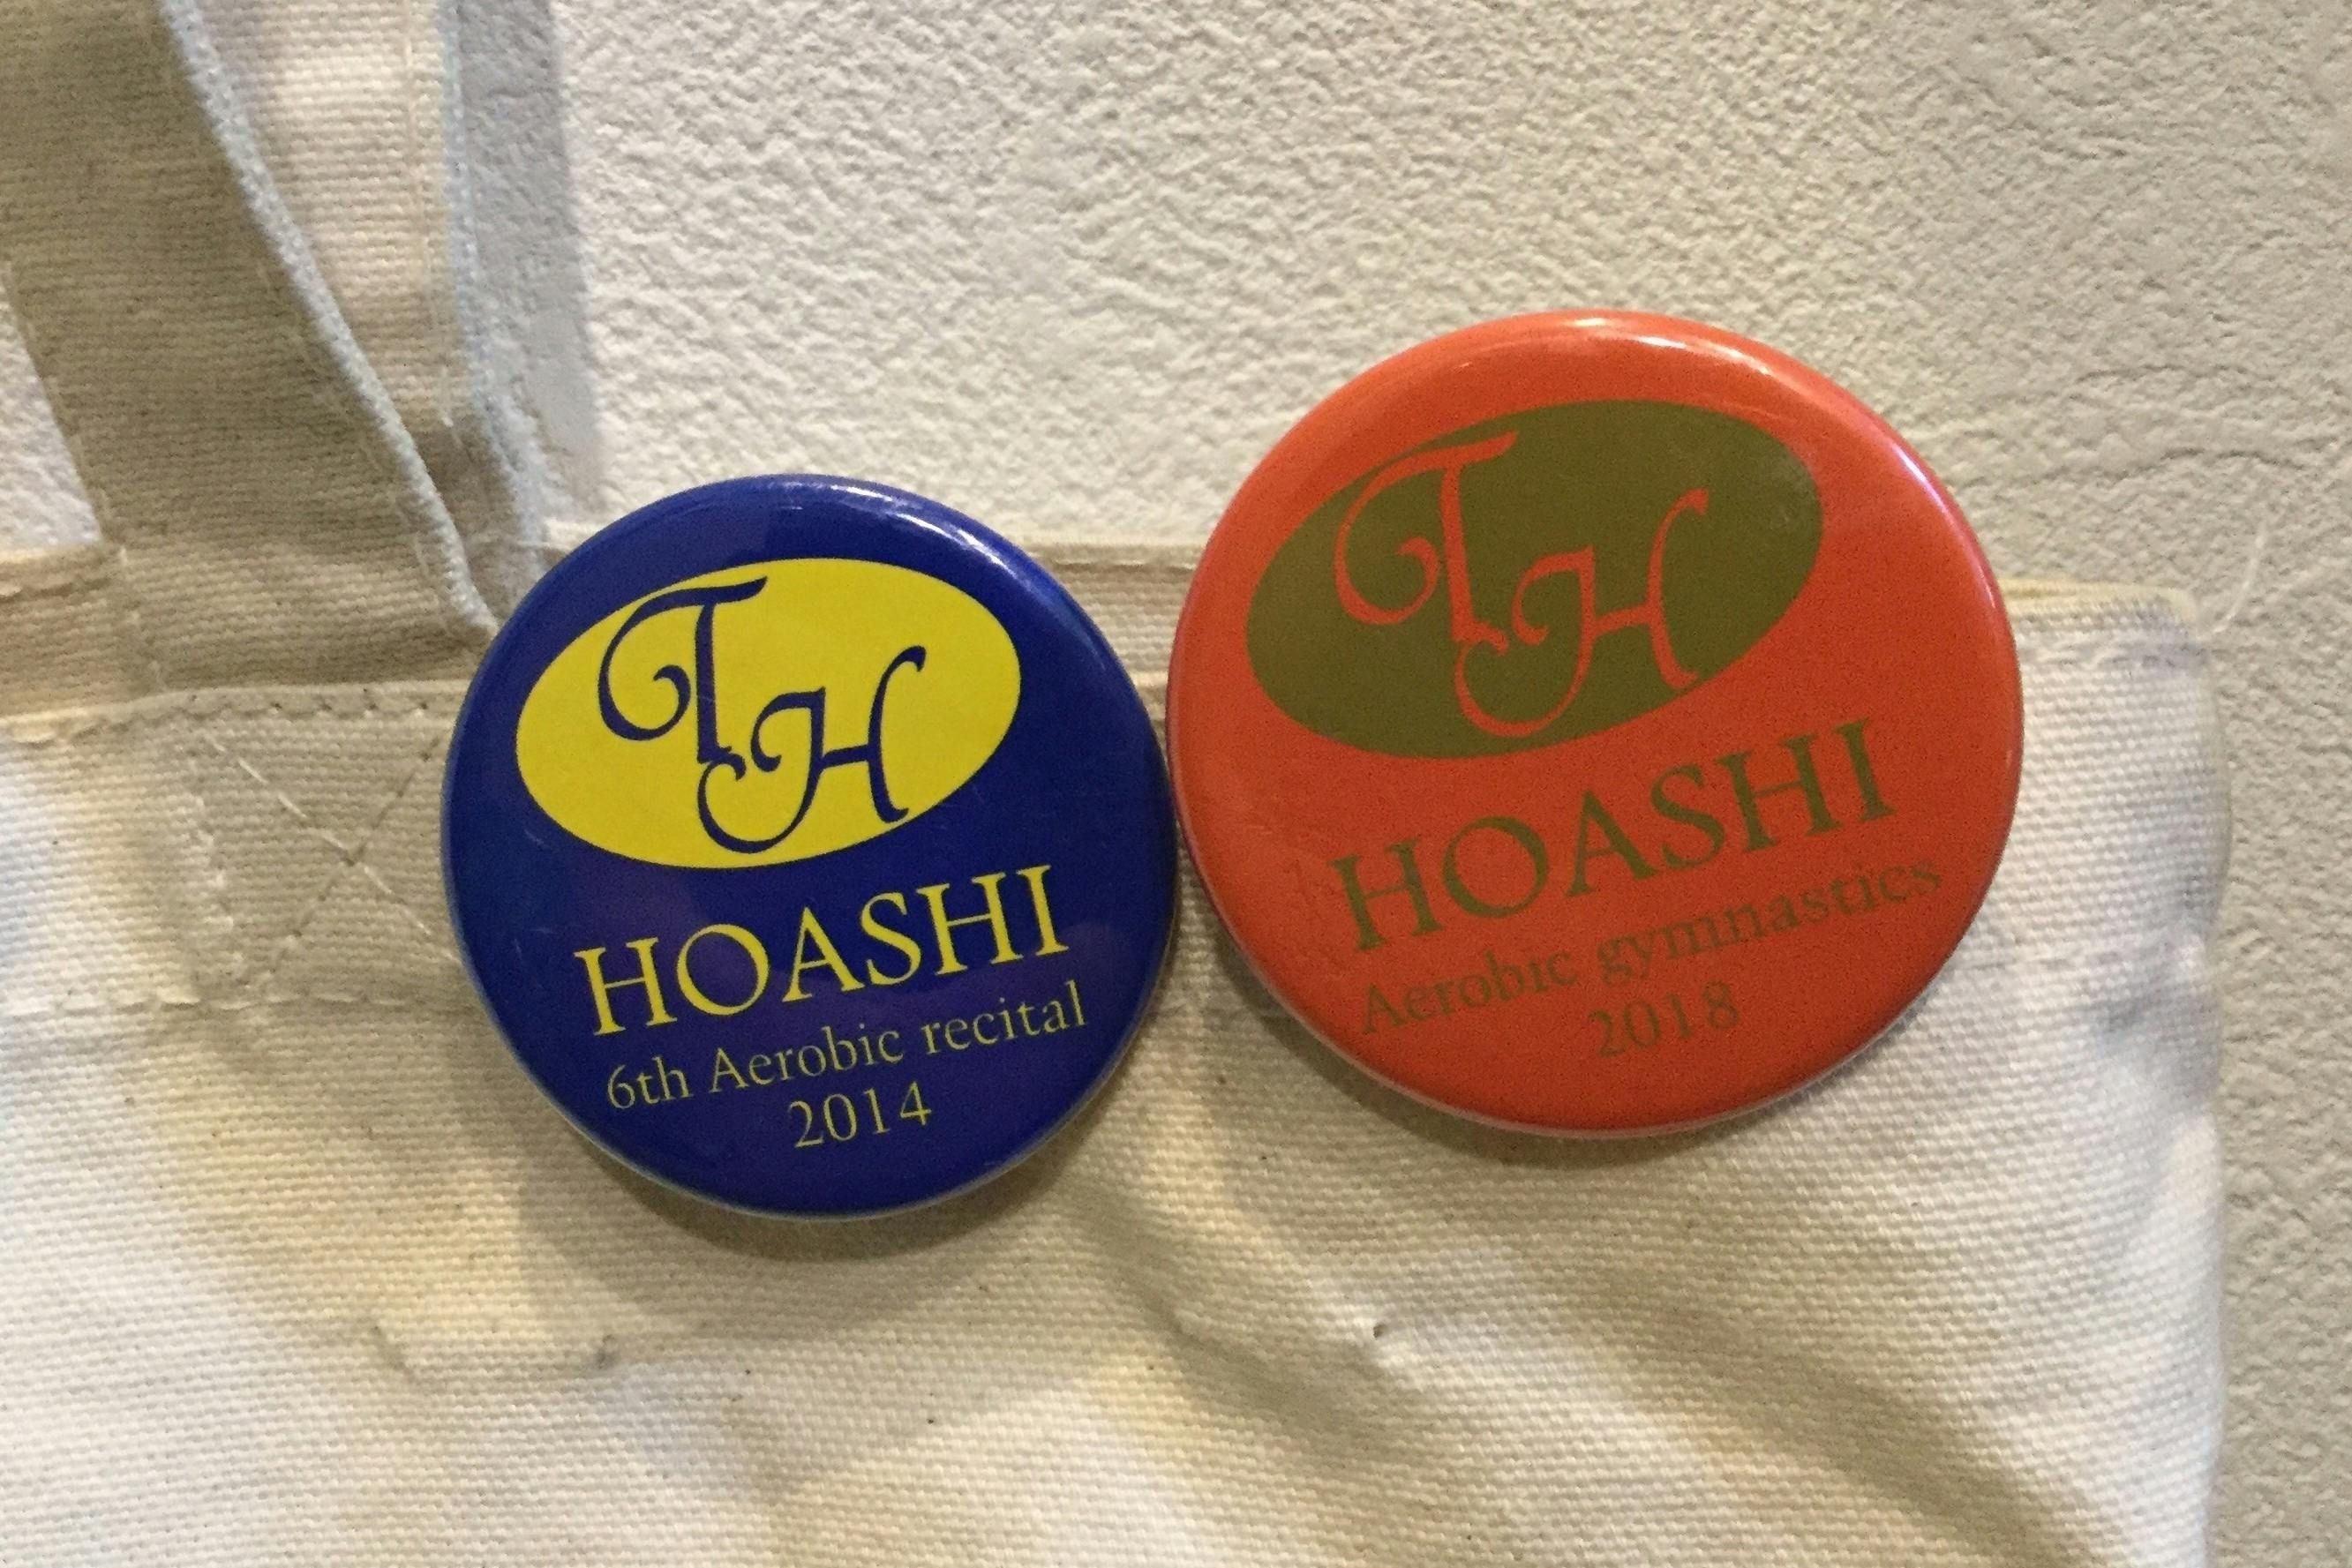 TH
HOASHI
6th Aerobic recital
2014
TH
HOASHI
Aerobic gymnastics
2018